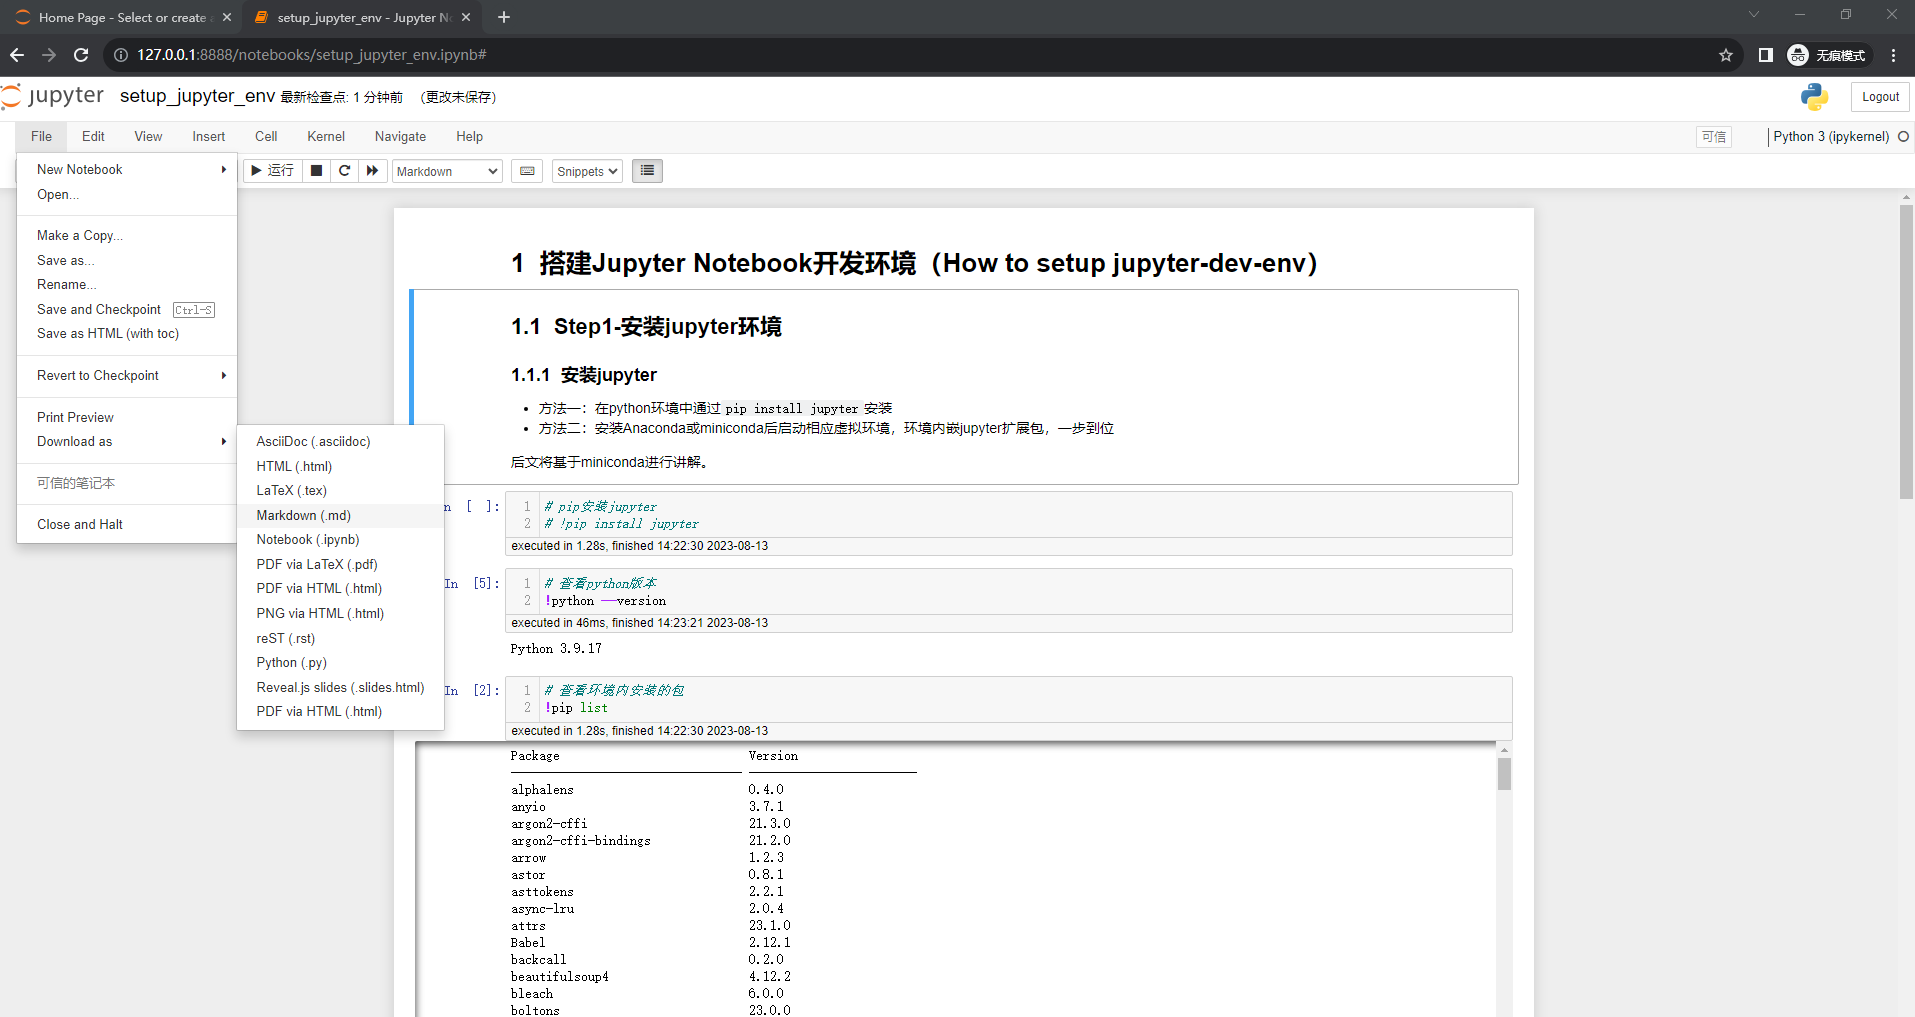 Home Page - Select or create a
setup_jupyter_env - Jupyter No
127.0.0.1:8888/notebooks/setup_jupyter_env.ipynb#
无痕模式
jupyter setup_jupyter_env 最新检查点: 1 分钟前 (更改未保存)
Logout
File Edit View Insert Cell Kernel Navigate Help
可信 Python 3 (ipykernel)
运行 Markdown Snippets
New Notebook
Open...
Make a Copy...
Save as...
Rename...
Save and Checkpoint Ctrl-S
Save as HTML (with toc)
Revert to Checkpoint
Print Preview
Download as
可信的笔记本
Close and Halt
AsciiDoc (.asciidoc)
HTML (.html)
LaTeX (.tex)
Markdown (.md)
Notebook (.ipynb)
PDF via LaTeX (.pdf)
PDF via HTML (.html)
PNG via HTML (.html)
reST (.rst)
Python (.py)
Reveal.js slides (.slides.html)
PDF via HTML (.html)
1 搭建Jupyter Notebook开发环境（How to setup jupyter-dev-env）
1.1 Step1-安装jupyter环境
1.1.1 安装jupyter
• 方法一：在python环境中通过 pip install jupyter 安装
• 方法二：安装Anaconda或miniconda后启动相应虚拟环境，环境内嵌jupyter扩展包，一步到位
后文将基于miniconda进行讲解。
n [ ]:
1 # pip安装jupyter
2 # !pip install jupyter
executed in 1.28s, finished 14:22:30 2023-08-13
In [5]:
1 # 查看python版本
2 !python --version
executed in 46ms, finished 14:23:21 2023-08-13
Python 3.9.17
In [2]:
1 # 查看环境内安装的包
2 !pip list
executed in 1.28s, finished 14:22:30 2023-08-13
Package Version
alphalens 0.4.0
anyio 3.7.1
argon2-cffi 21.3.0
argon2-cffi-bindings 21.2.0
arrow 1.2.3
astor 0.8.1
asttokens 2.2.1
async-lru 2.0.4
attrs 23.1.0
Babel 2.12.1
backcall 0.2.0
beautifulsoup4 4.12.2
bleach 6.0.0
boltons 23.0.0